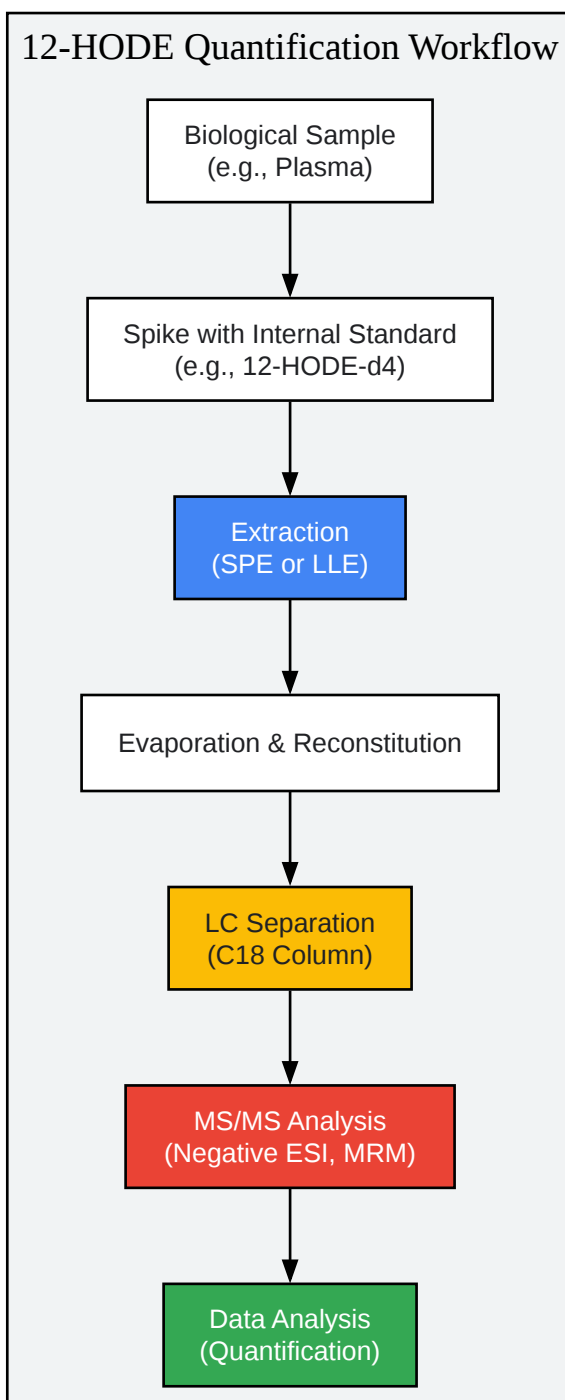 12-HODE Quantification Workflow
Biological Sample
(e.g., Plasma)
Spike with Internal Standard
(e.g., 12-HODE-d4)
Extraction
(SPE or LLE)
Evaporation & Reconstitution
LC Separation
(C18 Column)
MS/MS Analysis
(Negative ESI, MRM)
Data Analysis
(Quantification)